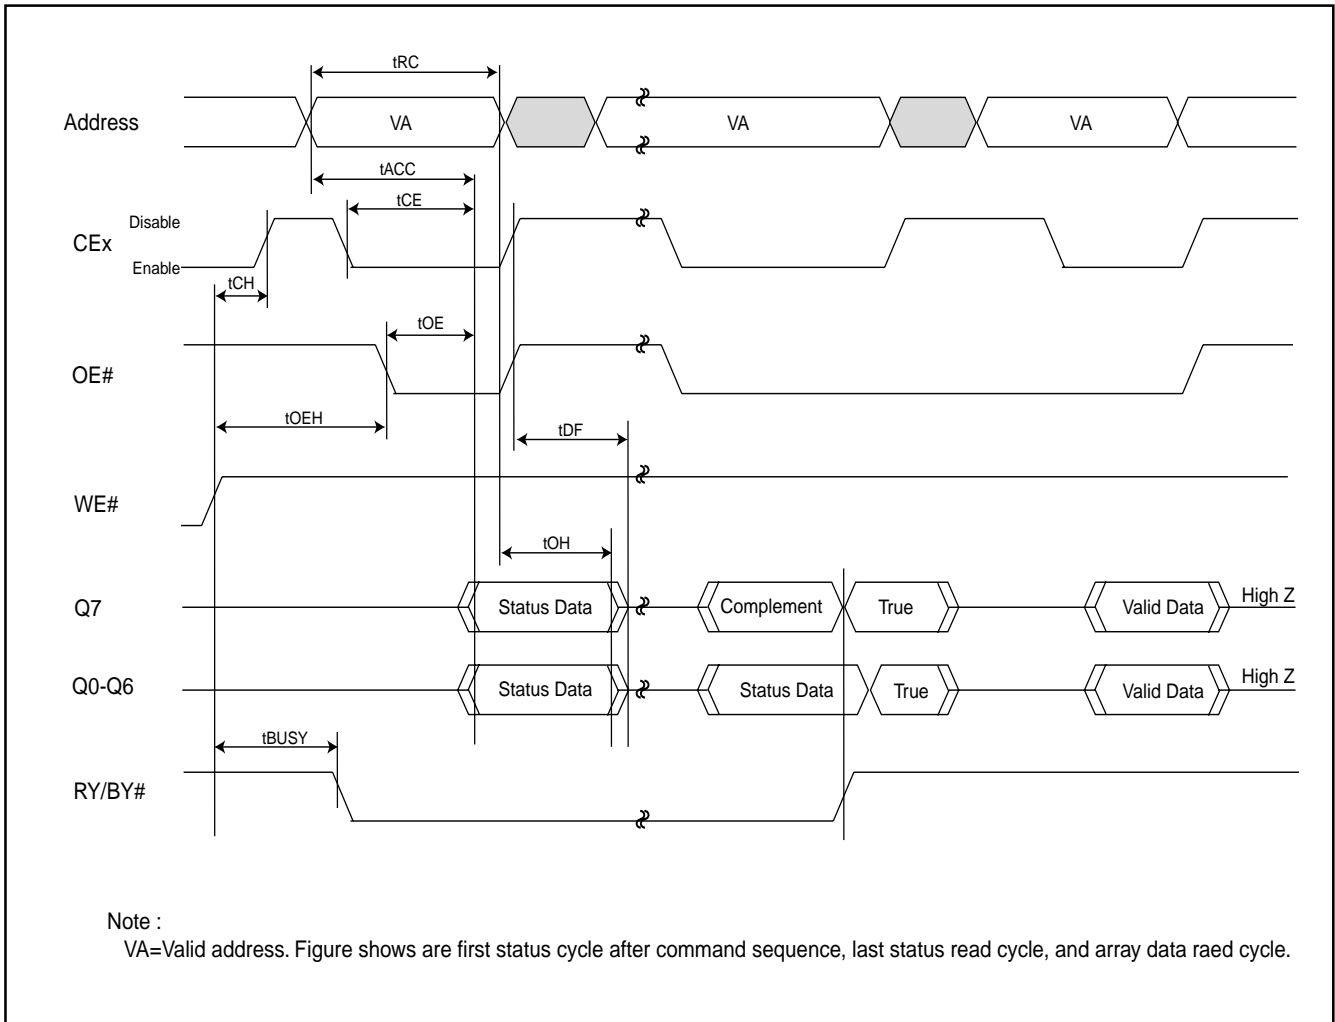 tRC
Address
VA
VA
VA
tACC
tCE
Disable
CEx
Enable
tCH
tOE
OE#
tOEH
tDF
WE#
tOH
Q7
Status Data
Complement
True
Valid Data
High Z
Q0-Q6
Status Data
Status Data
True
Valid Data
High Z
tBUSY
RY/BY#
Note :
VA=Valid address. Figure shows are first status cycle after command sequence, last status read cycle, and array data raed cycle.